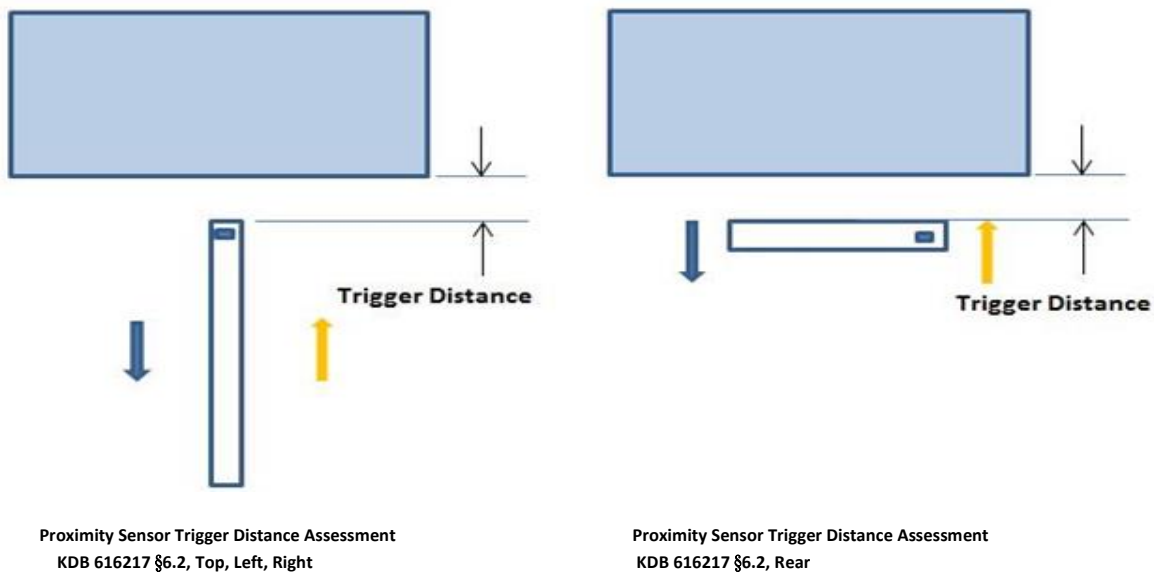 Trigger Distance
Trigger Distance
Proximity Sensor Trigger Distance Assessment
KDB 616217 §6.2, Top, Left, Right
Proximity Sensor Trigger Distance Assessment
KDB 616217 §6.2, Rear